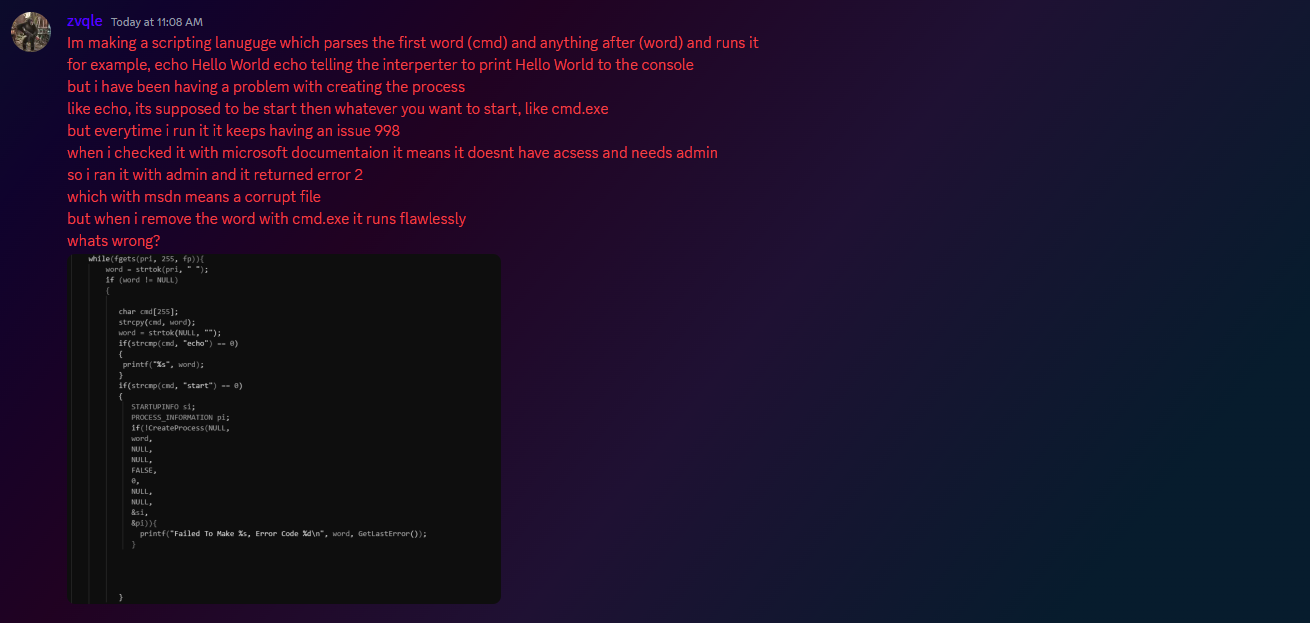 zvqle Today at 11:08 AM
Im making a scripting lanuguge which parses the first word (cmd) and anything after (word) and runs it
for example, echo Hello World echo telling the interperter to print Hello World to the console
but i have been having a problem with creating the process
like echo, its supposed to be start then whatever you want to start, like cmd.exe
but everytime i run it it keeps having an issue 998
when i checked it with microsoft documentaion it means it doesnt have acsess and needs admin
so i ran it with admin and it returned error 2
which with msdn means a corrupt file
but when i remove the word with cmd.exe it runs flawlessly
whats wrong?
while(fgets(pri, 255, fp)){
word = strtok(pri, " ");
if (word != NULL)
{
char cmd[255];
strcpy(cmd, word);
word = strtok(NULL, "");
if(strcmp(cmd, "echo") == 0)
{
printf("%s", word);
}
if(strcmp(cmd, "start") == 0)
{
STARTUPINFO si;
PROCESS_INFORMATION pi;
if(!CreateProcess(NULL,
word,
NULL,
NULL,
FALSE,
0,
NULL,
NULL,
&si,
&pi)){
printf("Failed To Make %s, Error Code %d\n", word, GetLastError());
}
}